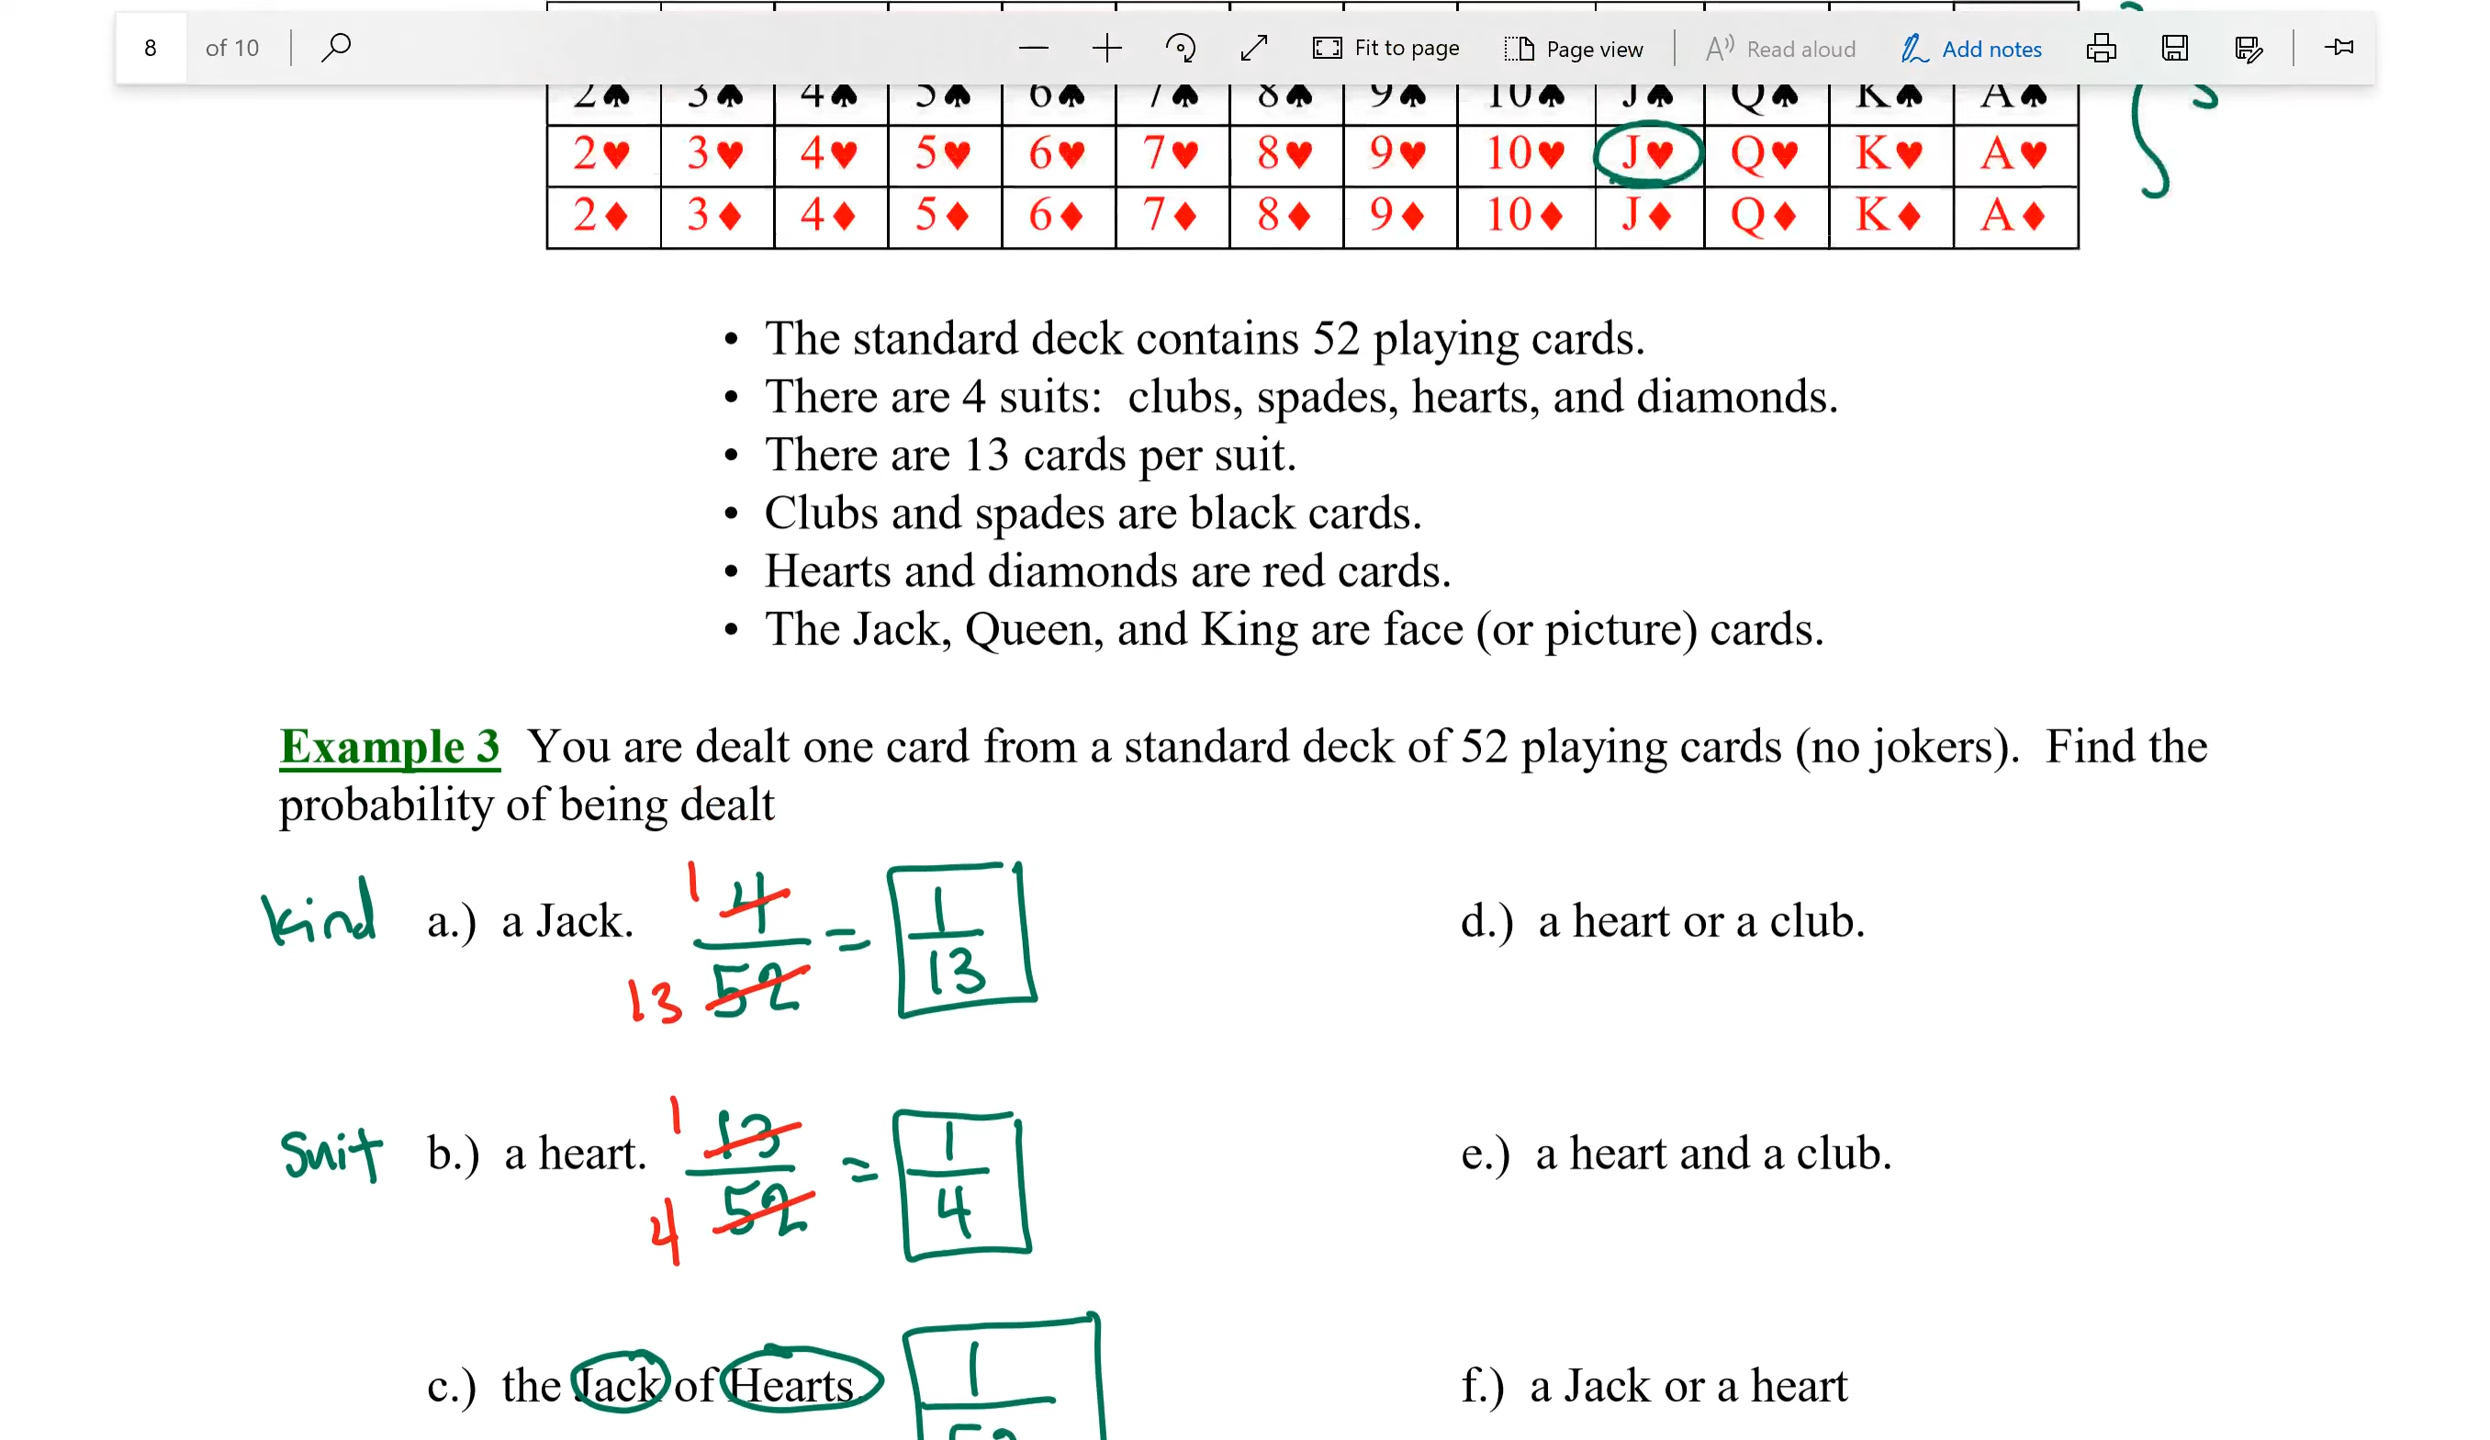 8 of 10 Fit to page Page view Read aloud Add notes
2♠ 3♠ 4♠ 5♠ 6♠ 7♠ 8♠ 9♠ 10♠ J♠ Q♠ K♠ A♠
2♥ 3♥ 4♥ 5♥ 6♥ 7♥ 8♥ 9♥ 10♥ J♥ Q♥ K♥ A♥
2♦ 3♦ 4♦ 5♦ 6♦ 7♦ 8♦ 9♦ 10♦ J♦ Q♦ K♦ A♦
• The standard deck contains 52 playing cards.
• There are 4 suits: clubs, spades, hearts, and diamonds.
• There are 13 cards per suit.
• Clubs and spades are black cards.
• Hearts and diamonds are red cards.
• The Jack, Queen, and King are face (or picture) cards.
Example 3 You are dealt one card from a standard deck of 52 playing cards (no jokers). Find the
probability of being dealt
Kind a.) a Jack. 1 4 / 13 52 = 1/13
d.) a heart or a club.
Suit b.) a heart. 1 13 / 4 52 = 1/4
e.) a heart and a club.
c.) the Jack of Hearts. 1/52
f.) a Jack or a heart